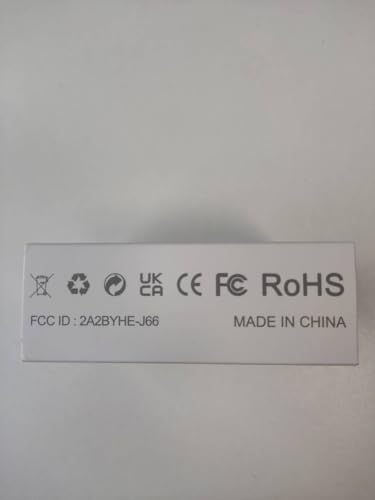 UK
CA
CE FC RoHS
FCC ID : 2A2BYHE-J66
MADE IN CHINA